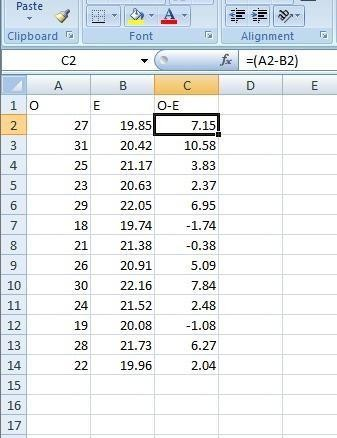 Paste
Clipboard Font Alignment
C2 fx =(A2-B2)
A B C D E
1 O E O-E
2 27 19.85 7.15
3 31 20.42 10.58
4 25 21.17 3.83
5 23 20.63 2.37
6 29 22.05 6.95
7 18 19.74 -1.74
8 21 21.38 -0.38
9 26 20.91 5.09
10 30 22.16 7.84
11 24 21.52 2.48
12 19 20.08 -1.08
13 28 21.73 6.27
14 22 19.96 2.04
15
16
17